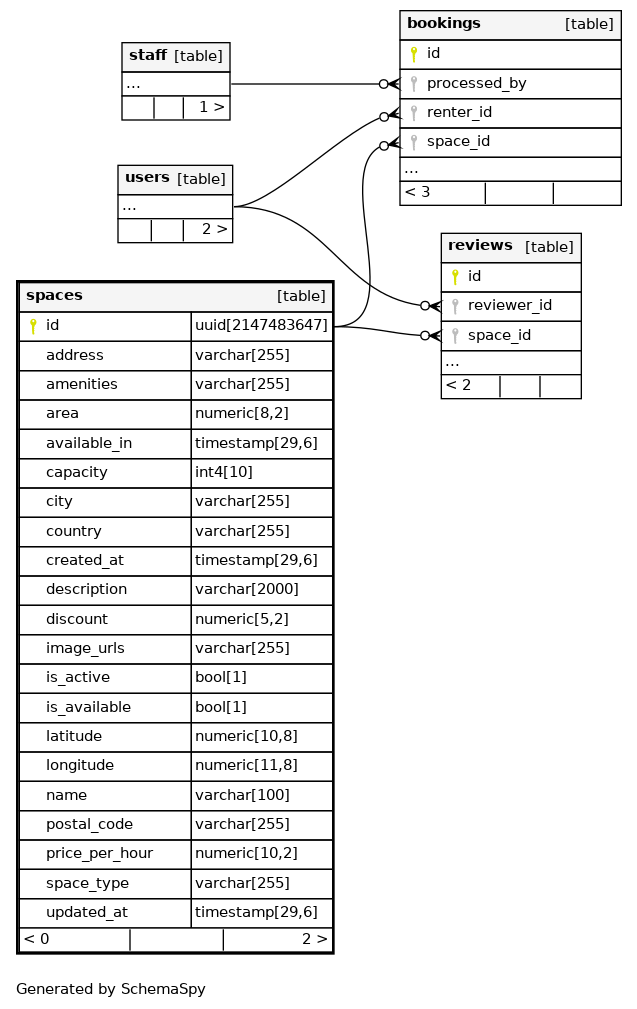 staff [table]
...
1 >
users [table]
...
2 >
bookings [table]
id
processed_by
renter_id
space_id
...
< 3
reviews [table]
id
reviewer_id
space_id
...
< 2
spaces [table]
id uuid[2147483647]
address varchar[255]
amenities varchar[255]
area numeric[8,2]
available_in timestamp[29,6]
capacity int4[10]
city varchar[255]
country varchar[255]
created_at timestamp[29,6]
description varchar[2000]
discount numeric[5,2]
image_urls varchar[255]
is_active bool[1]
is_available bool[1]
latitude numeric[10,8]
longitude numeric[11,8]
name varchar[100]
postal_code varchar[255]
price_per_hour numeric[10,2]
space_type varchar[255]
updated_at timestamp[29,6]
< 0 2 >
Generated by SchemaSpy